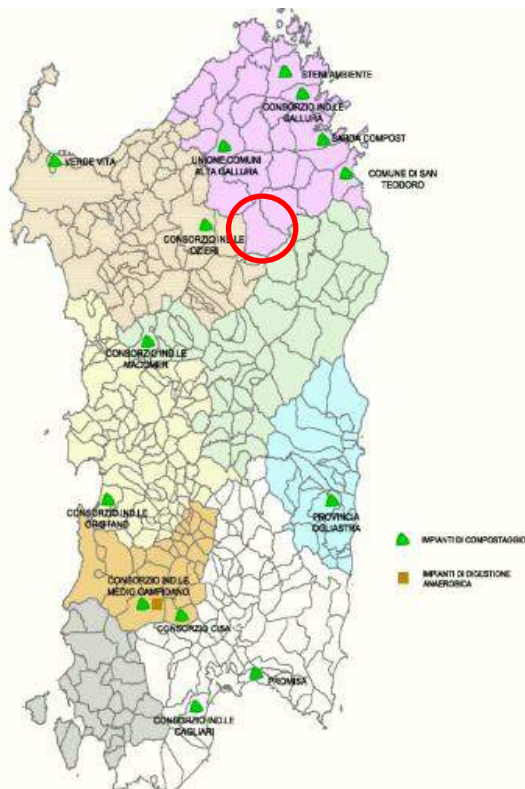 STENI AMBIENTE
CONSORZIO IND.LE
GALLURA
SARDA COMPOST
VERDE VITA
UNIONE COMUNI
ALTA GALLURA
COMUNE DI SAN
TEODORO
CONSORZIO IND.LE
OZIERI
CONSORZIO IND.LE
MACOMER
CONSORZIO IND.LE
ORISTANO
PROVINCIA
OGLIASTRA
IMPIANTI DI COMPOSTAGGIO
IMPIANTI DI DIGESTIONE
ANAEROBICA
CONSORZIO IND.LE
MEDIO CAMPIDANO
CONSORZIO CISA
PROMISA
CONSORZIO IND.LE
CAGLIARI